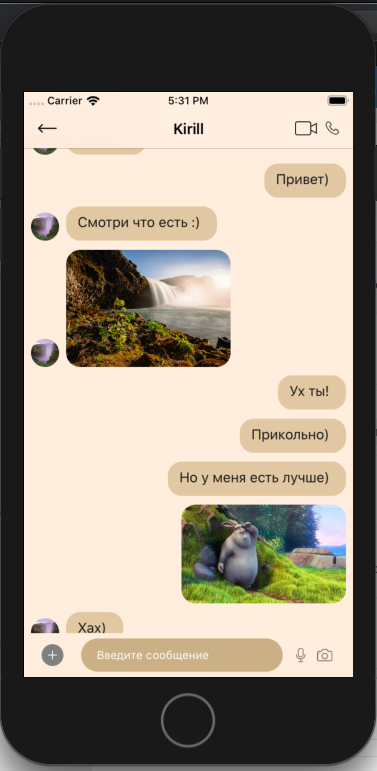 Carrier
5:31 PM
Kirill
Привет)
Смотри что есть :)
Ух ты!
Прикольно)
Но у меня есть лучше)
Хах)
Введите сообщение